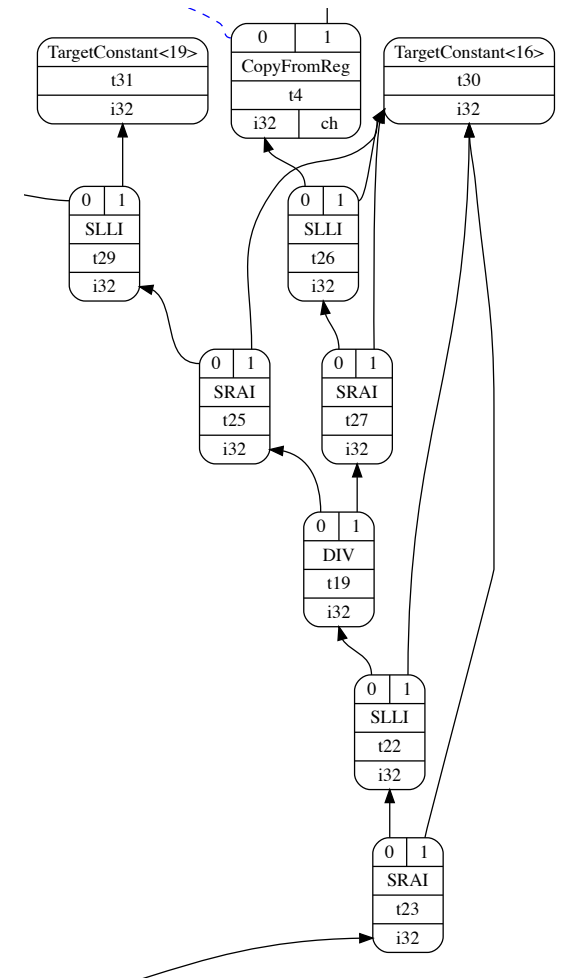 TargetConstant<19>
t31
i32
0 1
CopyFromReg
t4
i32 ch
TargetConstant<16>
t30
i32
0 1
SLLI
t29
i32
0 1
SLLI
t26
i32
0 1
SRAI
t25
i32
0 1
SRAI
t27
i32
0 1
DIV
t19
i32
0 1
SLLI
t22
i32
0 1
SRAI
t23
i32